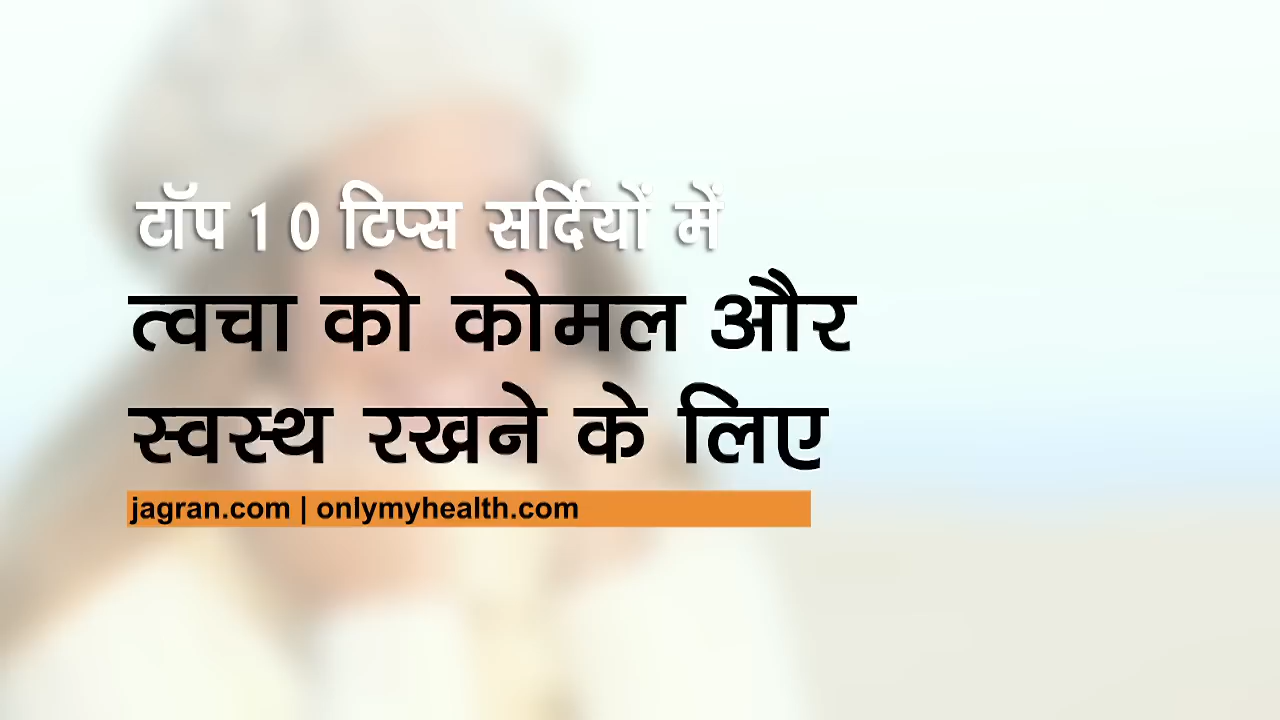 टॉप 10 टिप्स सर्दियों में
त्वचा को कोमल और
स्वस्थ रखने के लिए
jagran.com | onlymyhealth.com